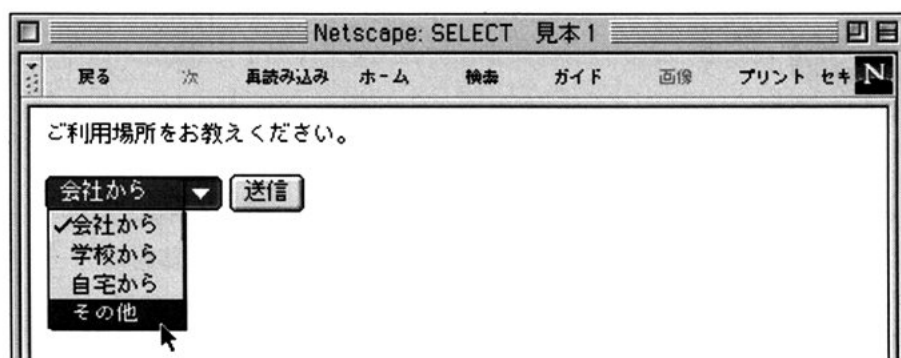 Netscape: SELECT 見本1
戻る 次 再読み込み ホーム 検索 ガイド 画像 プリント セキ N
ご利用場所をお教えください。
会社から 送信
✓会社から
学校から
自宅から
その他